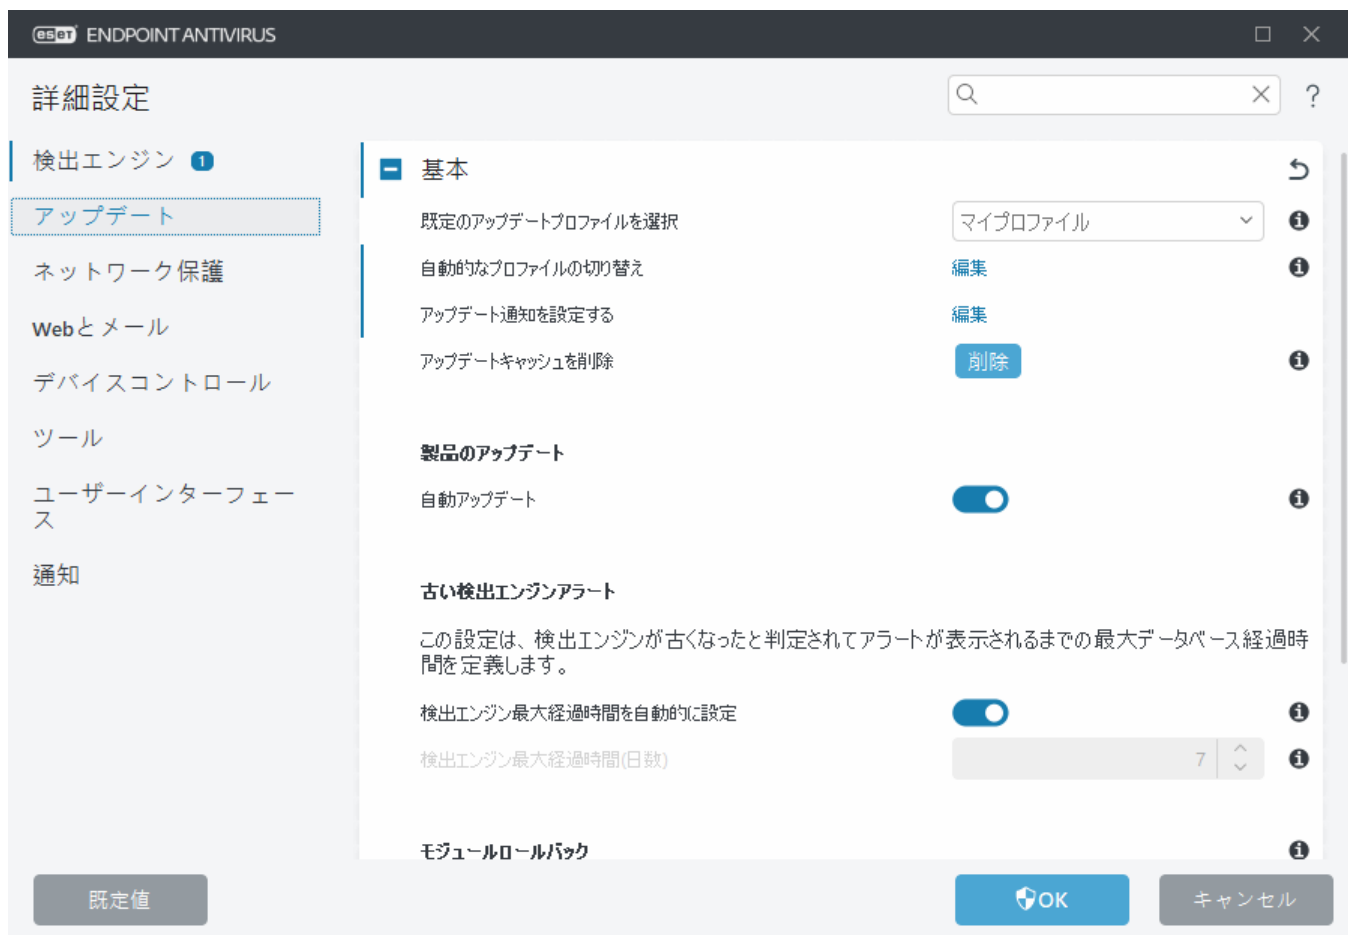 eset ENDPOINT ANTIVIRUS
詳細設定
?
検出エンジン 1
アップデート
ネットワーク保護
Webとメール
デバイスコントロール
ツール
ユーザーインターフェー
ス
通知
基本
既定のアップデートプロファイルを選択 マイプロファイル
自動的なプロファイルの切り替え 編集
アップデート通知を設定する 編集
アップデートキャッシュを削除 削除
製品のアップデート
自動アップデート
古い検出エンジンアラート
この設定は、検出エンジンが古くなったと判定されてアラートが表示されるまでの最大データベース経過時
間を定義します。
検出エンジン最大経過時間を自動的に設定
検出エンジン最大経過時間(日数) 7
モジュールロールバック
既定値 OK キャンセル